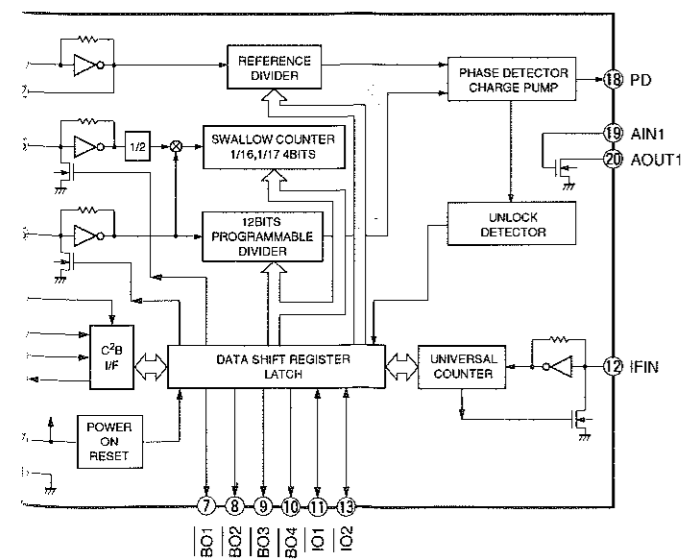 REFERENCE
DIVIDER
PHASE DETECTOR
CHARGE PUMP
18 PD
19 AIN1
20 AOUT1
1/2
SWALLOW COUNTER
1/16,1/17 4BITS
12BITS
PROGRAMMABLE
DIVIDER
UNLOCK
DETECTOR
C²B
I/F
DATA SHIFT REGISTER
LATCH
UNIVERSAL
COUNTER
12 IFIN
POWER
ON
RESET
7 8 9 10 11 13
BO1 BO2 BO3 BO4 IO1 IO2